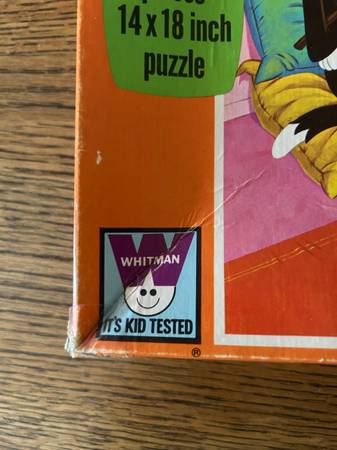 14 x 18 inch
puzzle
WHITMAN
IT'S KID TESTED
®